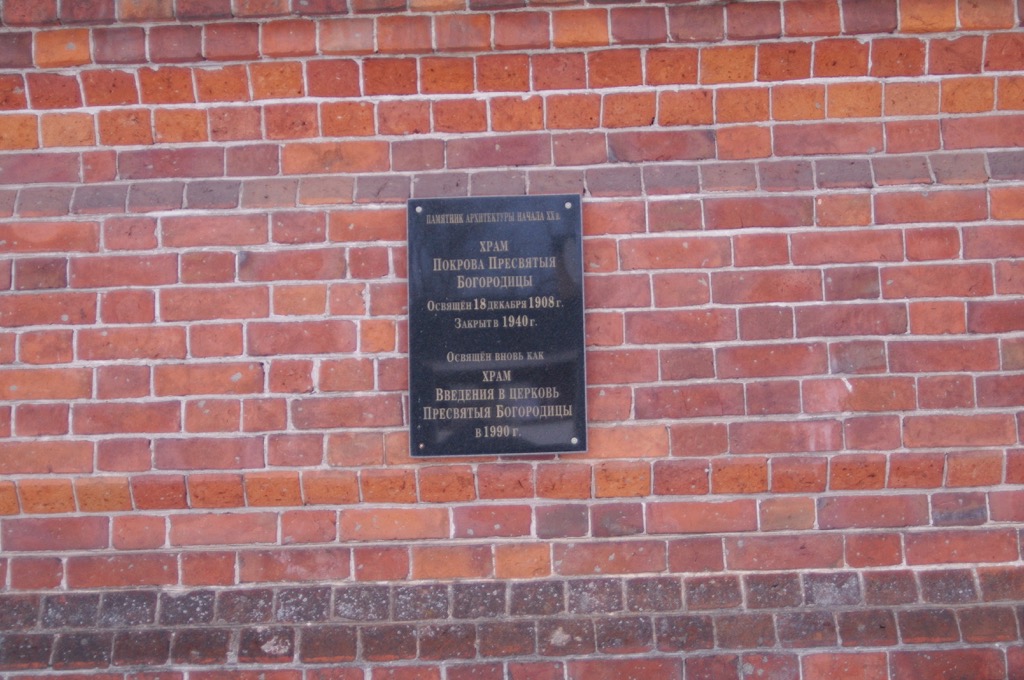 ПАМЯТНИК АРХИТЕКТУРЫ НАЧАЛА XX в.
ХРАМ
ПОКРОВА ПРЕСВЯТЫЯ
БОГОРОДИЦЫ
ОСВЯЩЁН 18 ДЕКАБРЯ 1908 г.
ЗАКРЫТ В 1940 г.
ОСВЯЩЁН ВНОВЬ КАК
ХРАМ
ВВЕДЕНИЯ В ЦЕРКОВЬ
ПРЕСВЯТЫЯ БОГОРОДИЦЫ
В 1990 г.